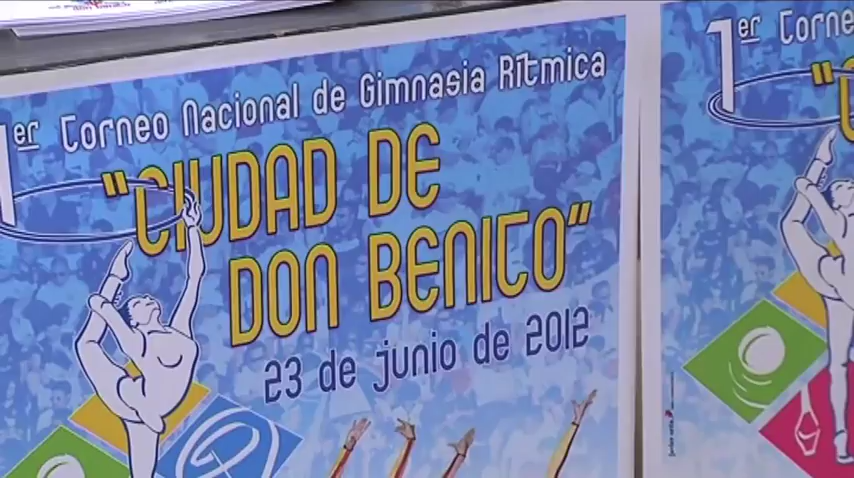 1er Torneo Nacional de Gimnasia Rítmica
"CIUDAD DE
DON BENITO"
23 de junio de 2012
1er Torneo
"C